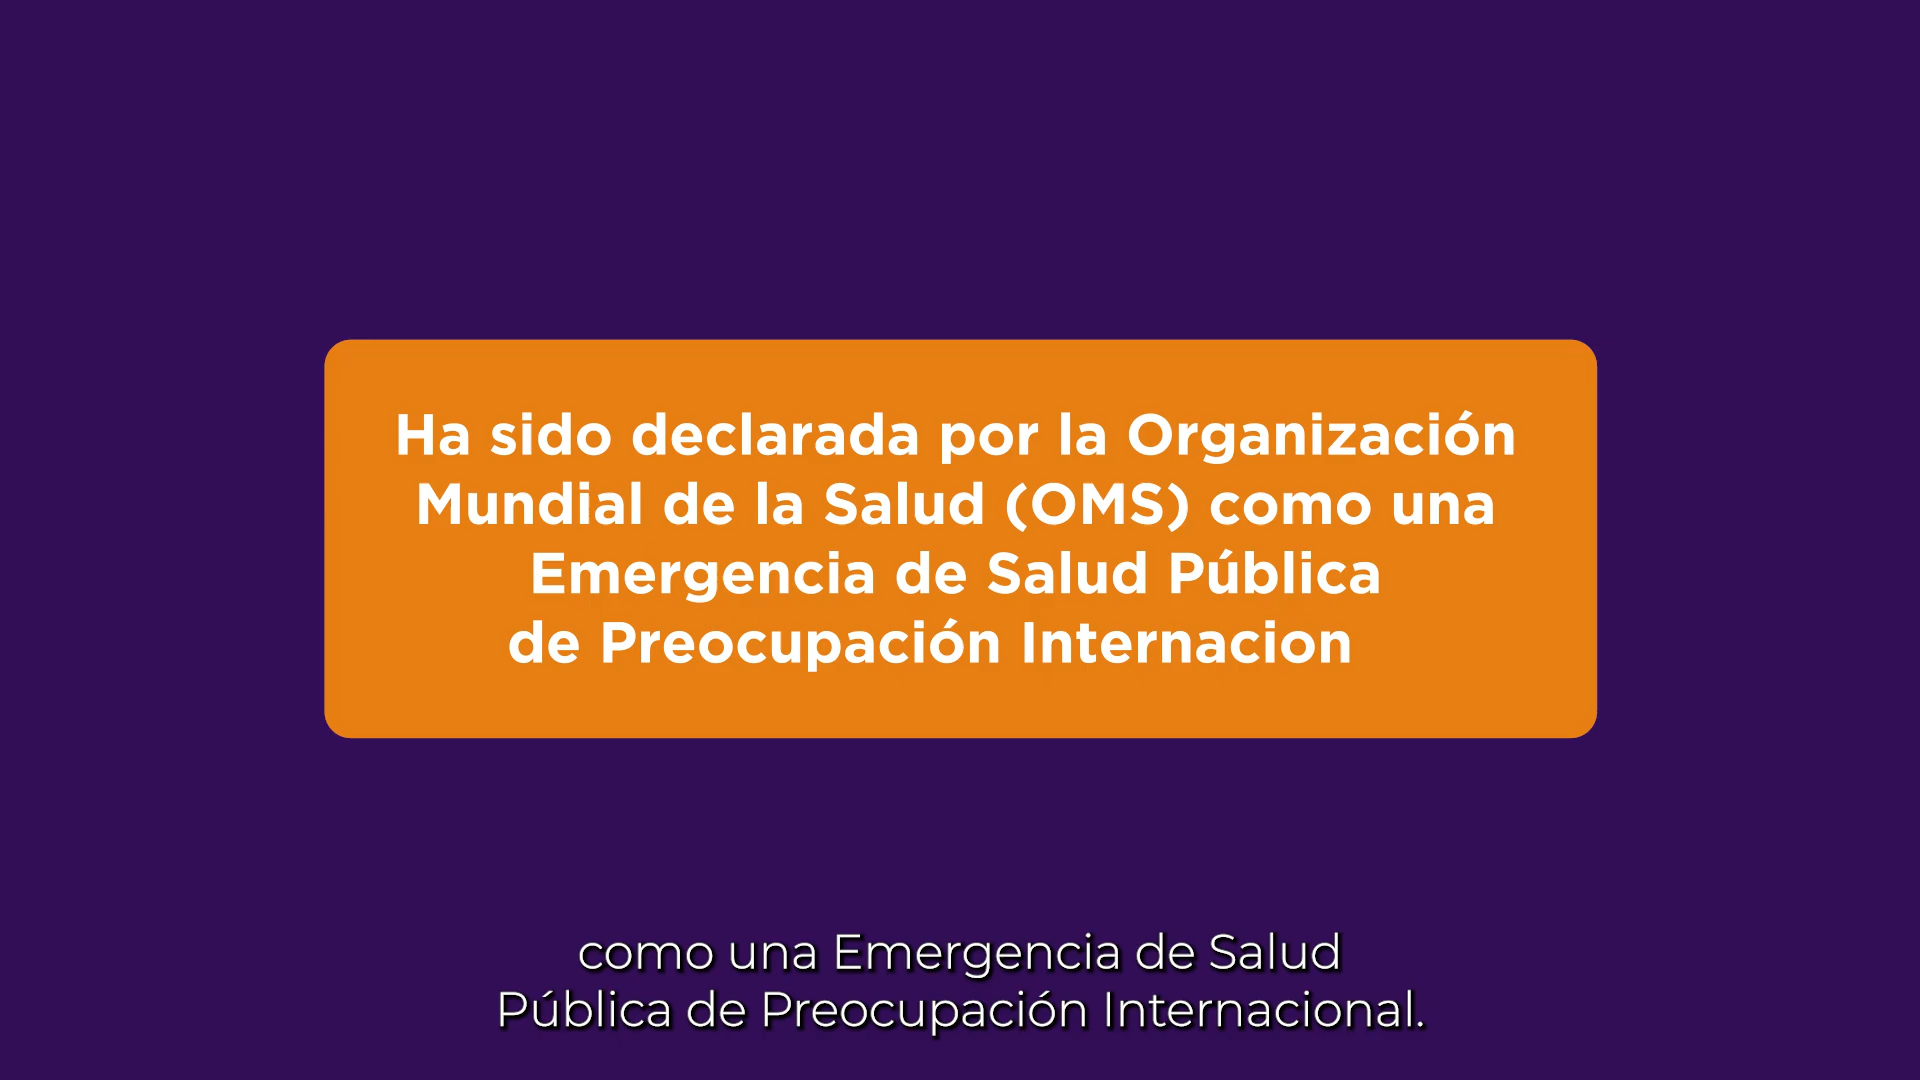 Ha sido declarada por la Organización
Mundial de la Salud (OMS) como una
Emergencia de Salud Pública
de Preocupación Internacion
como una Emergencia de Salud
Pública de Preocupación Internacional.